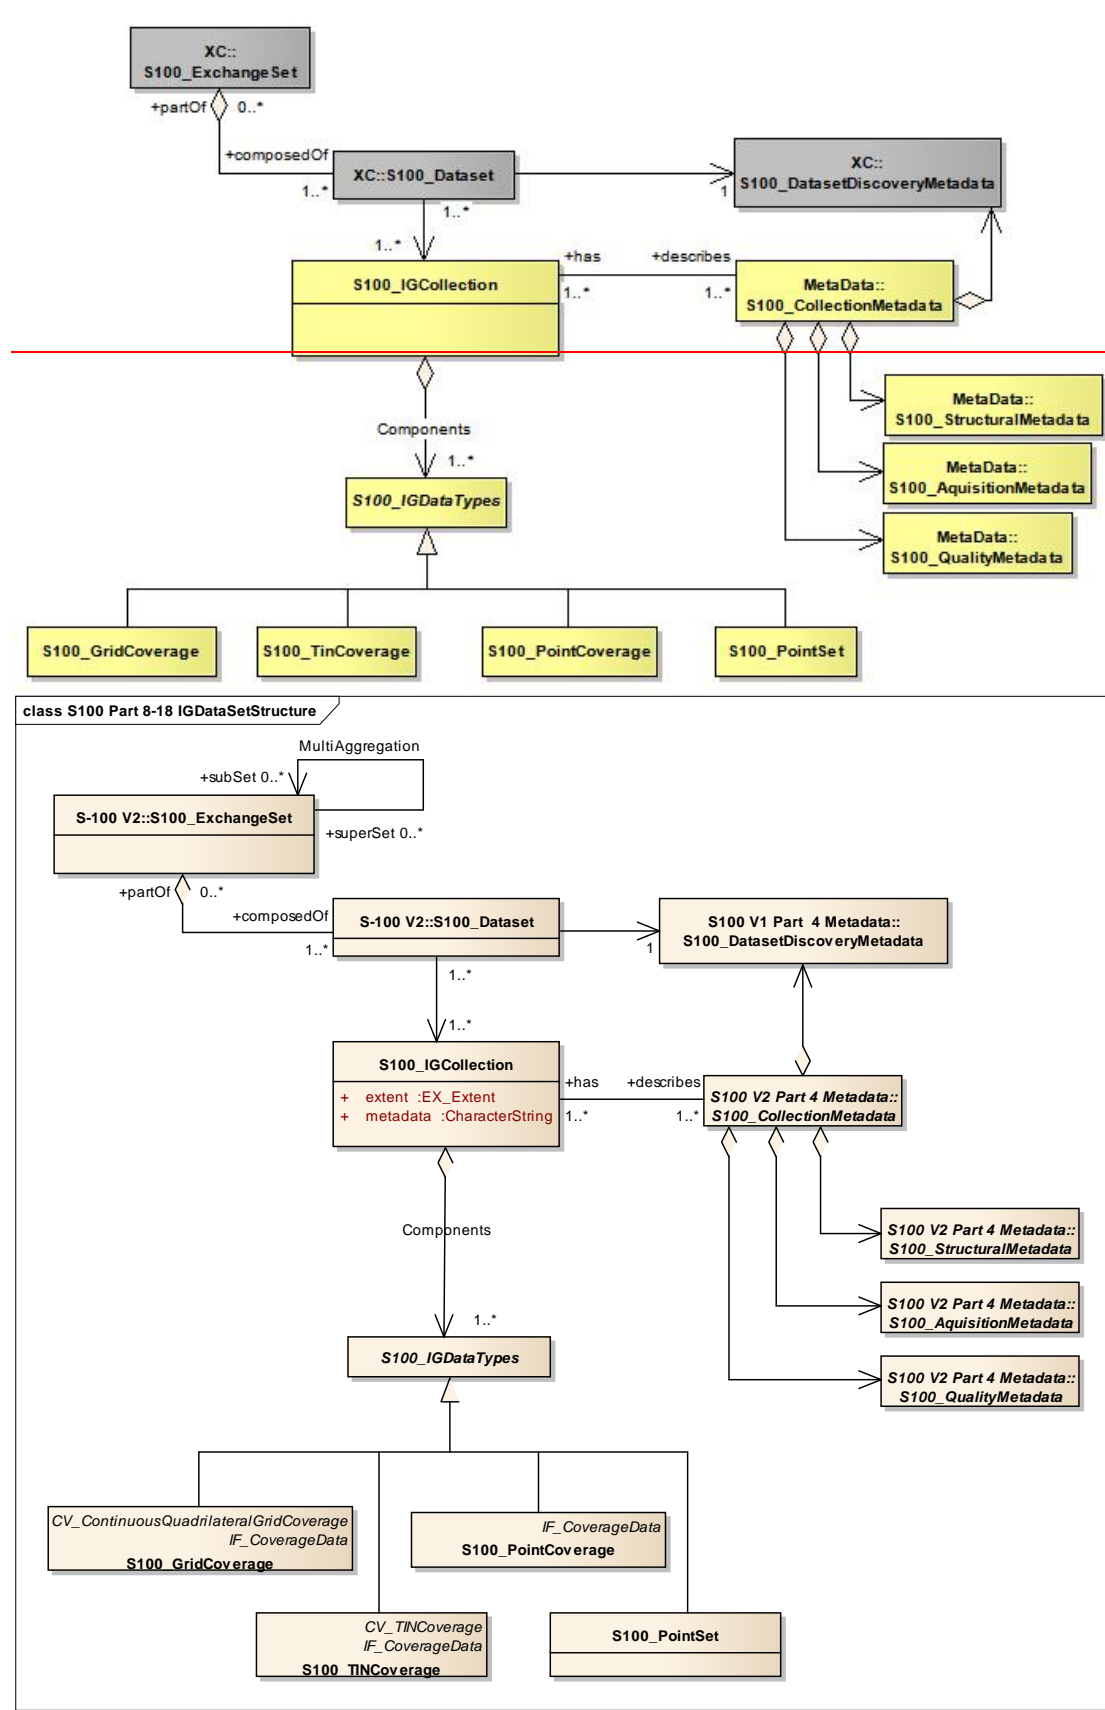 XC::
S100_ExchangeSet
+partOf
0..*
+composedOf
1..*
XC::S100_Dataset
1..*
1
XC::
S100_DatasetDiscoveryMetadata
1..*
S100_IGCollection
+has
+describes
1..*
1..*
MetaData::
S100_CollectionMetadata
Components
1..*
MetaData::
S100_StructuralMetadata
MetaData::
S100_AquisitionMetadata
MetaData::
S100_QualityMetadata
S100_IGDataTypes
S100_GridCoverage
S100_TinCoverage
S100_PointCoverage
S100_PointSet
class S100 Part 8-18 IGDataSetStructure
MultiAggregation
+subSet 0..*
S-100 V2::S100_ExchangeSet
+superSet 0..*
+partOf
0..*
+composedOf
1..*
S-100 V2::S100_Dataset
1..*
1
S100 V1 Part 4 Metadata::
S100_DatasetDiscoveryMetadata
1..*
S100_IGCollection
+ extent :EX_Extent
+ metadata :CharacterString
+has
+describes
1..*
1..*
S100 V2 Part 4 Metadata::
S100_CollectionMetadata
Components
1..*
S100 V2 Part 4 Metadata::
S100_StructuralMetadata
S100 V2 Part 4 Metadata::
S100_AquisitionMetadata
S100 V2 Part 4 Metadata::
S100_QualityMetadata
S100_IGDataTypes
CV_ContinuousQuadrilateralGridCoverage
IF_CoverageData
S100_GridCoverage
IF_CoverageData
S100_PointCoverage
CV_TINCoverage
IF_CoverageData
S100_TINCoverage
S100_PointSet